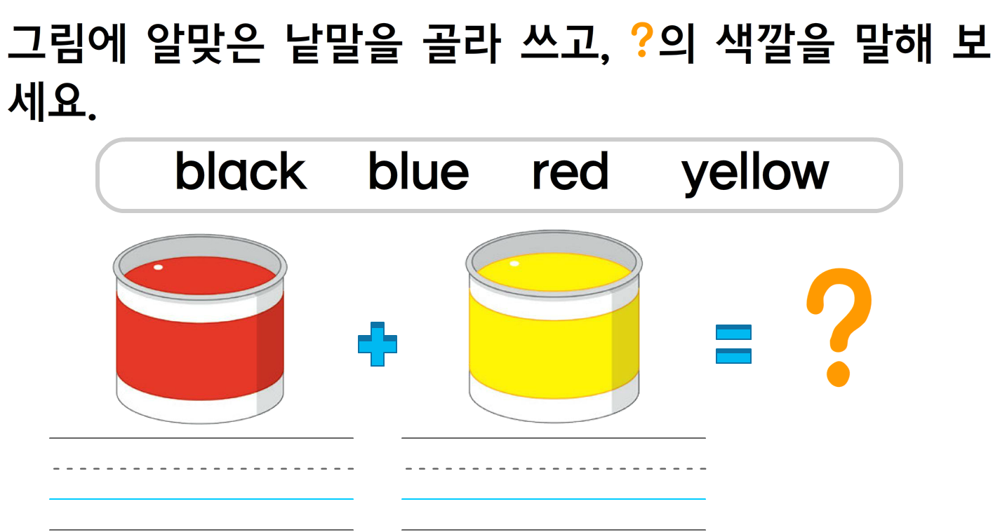 그림에 알맞은 낱말을 골라 쓰고, ?의 색깔을 말해 보
세요.
black blue red yellow
+ = ?